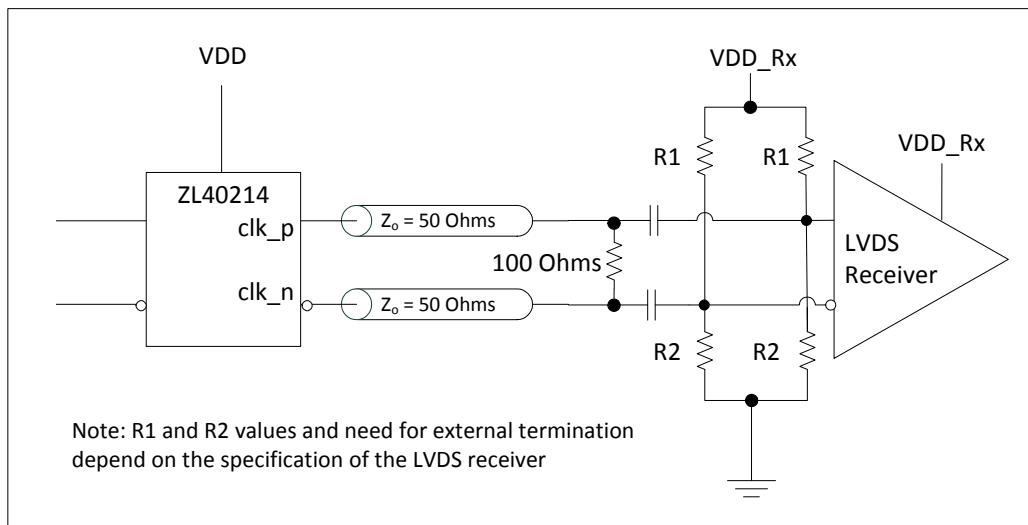 VDD
VDD_Rx
VDD_Rx
R1
R1
ZL40214
clk_p
Zₒ = 50 Ohms
LVDS
Receiver
100 Ohms
clk_n
Zₒ = 50 Ohms
R2
R2
Note: R1 and R2 values and need for external termination
depend on the specification of the LVDS receiver